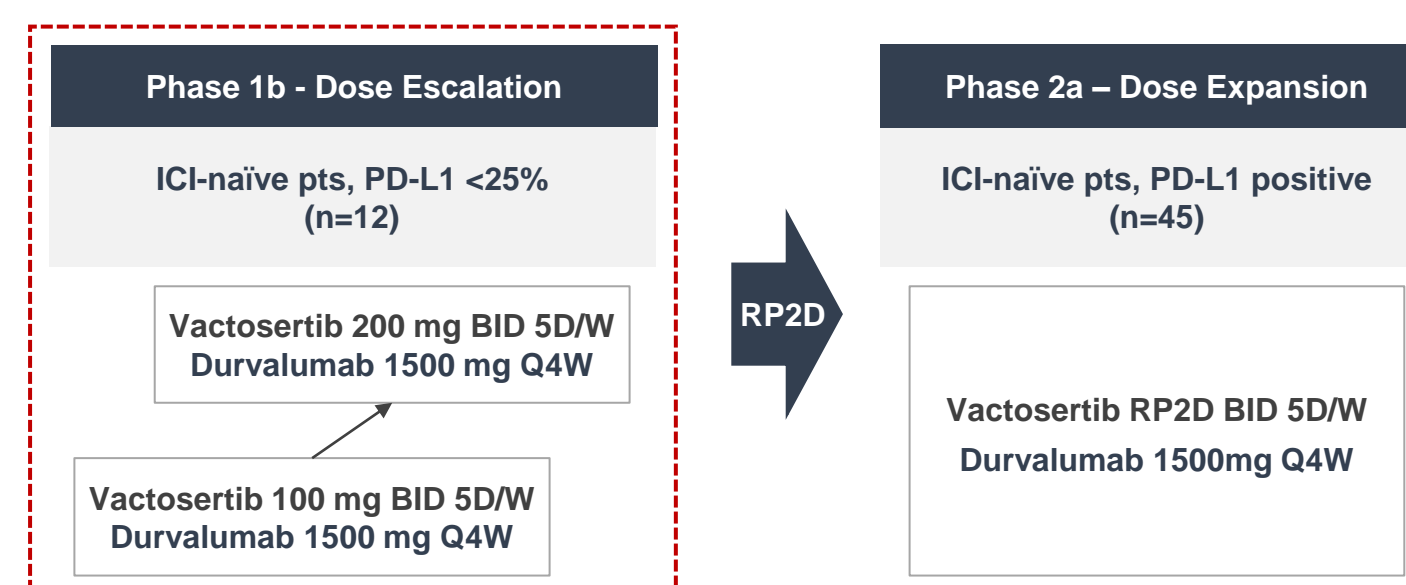 Phase 1b - Dose Escalation
ICI-naïve pts, PD-L1 <25%
(n=12)
Vactosertib 200 mg BID 5D/W
Durvalumab 1500 mg Q4W
Vactosertib 100 mg BID 5D/W
Durvalumab 1500 mg Q4W
RP2D
Phase 2a – Dose Expansion
ICI-naïve pts, PD-L1 positive
(n=45)
Vactosertib RP2D BID 5D/W
Durvalumab 1500mg Q4W